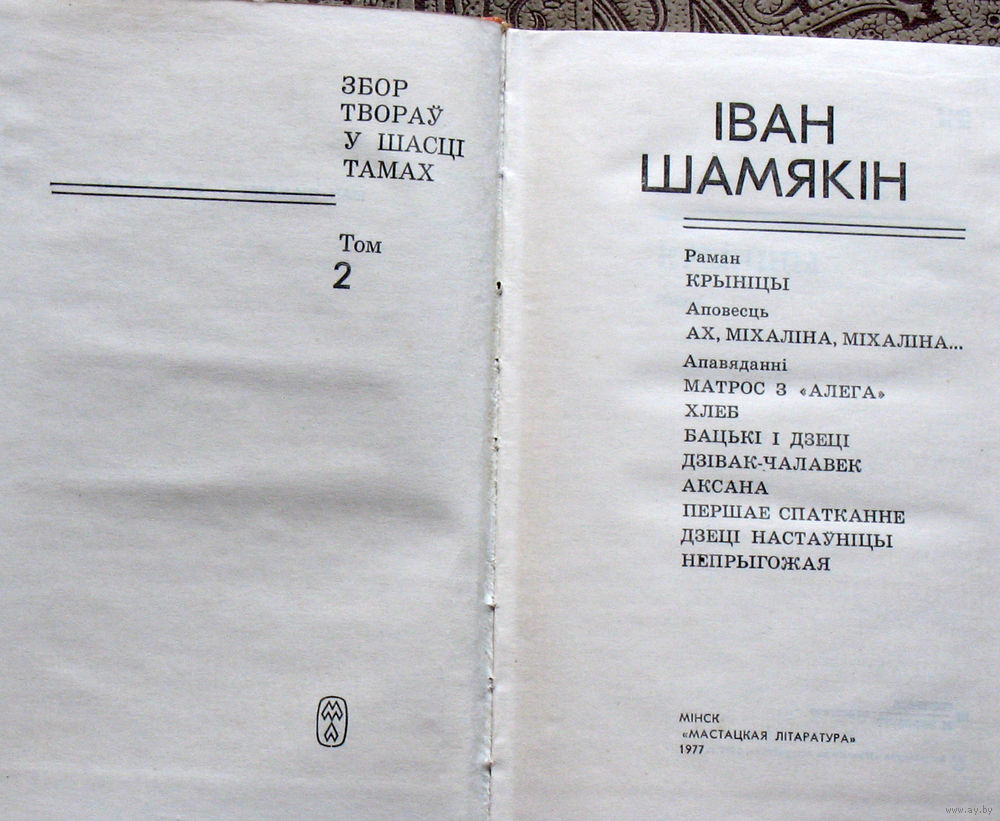 ЗБОР
ТВОРАЎ
У ШАСЦІ
ТАМАХ
Том
2
ІВАН
ШАМЯКІН
Раман
КРЫНІЦЫ
Аповесць
АХ, МІХАЛІНА, МІХАЛІНА...
Апавяданні
МАТРОС З «АЛЕГА»
ХЛЕБ
БАЦЬКІ І ДЗЕЦІ
ДЗІВАК-ЧАЛАВЕК
АКСАНА
ПЕРШАЕ СПАТКАННЕ
ДЗЕЦІ НАСТАЎНІЦЫ
НЕПРЫГОЖАЯ
МІНСК
«МАСТАЦКАЯ ЛІТАРАТУРА»
1977
www.ay.by